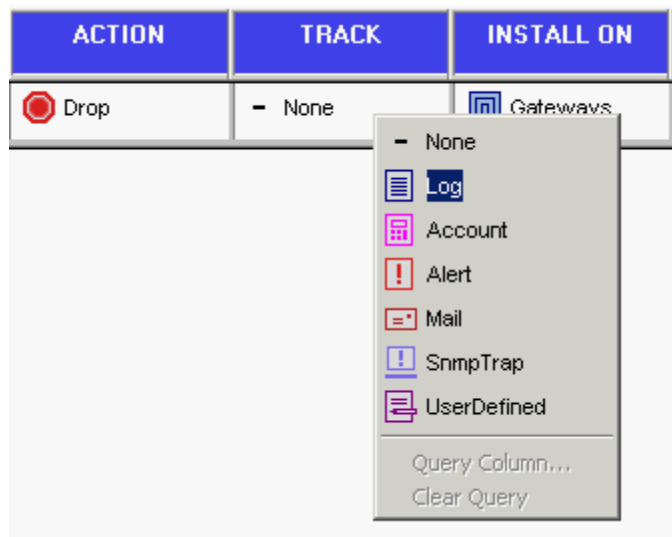 ACTION TRACK INSTALL ON
Drop - None Gateways
- None
Log
Account
Alert
Mail
SnmpTrap
UserDefined
Query Column...
Clear Query